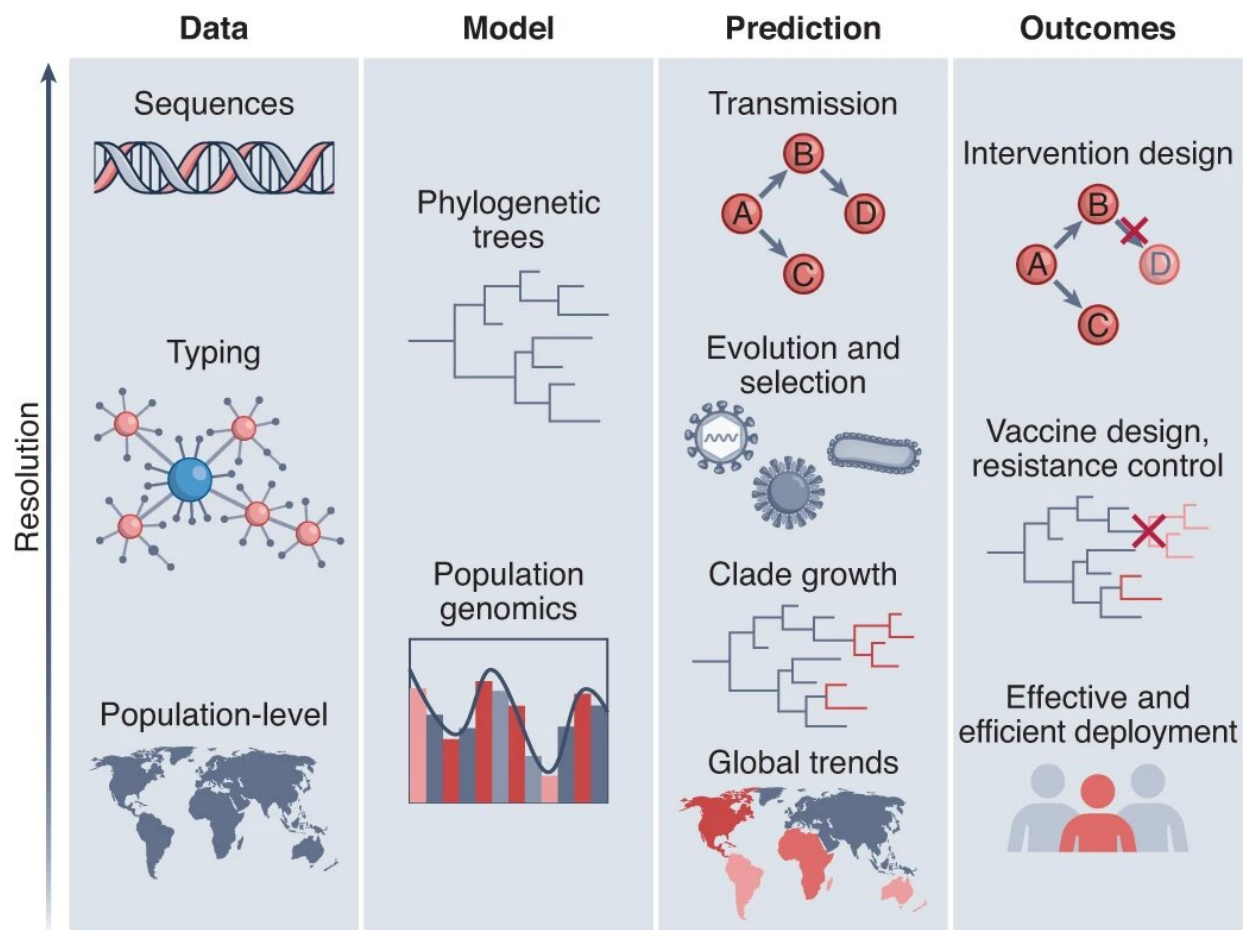 Data
Model
Prediction
Outcomes
Resolution
Sequences
Typing
Population-level
Phylogenetic
trees
Population
genomics
Transmission
A
B
C
D
Evolution and
selection
Clade growth
Global trends
Intervention design
A
B
C
D
Vaccine design,
resistance control
Effective and
efficient deployment